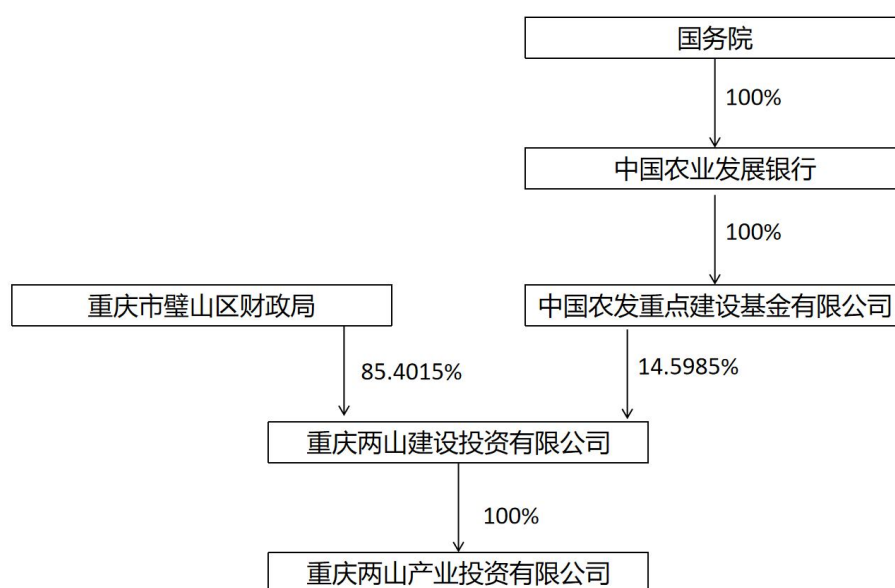 国务院
100%
中国农业发展银行
100%
重庆市璧山区财政局
中国农发重点建设基金有限公司
85.4015%
14.5985%
重庆两山建设投资有限公司
100%
重庆两山产业投资有限公司